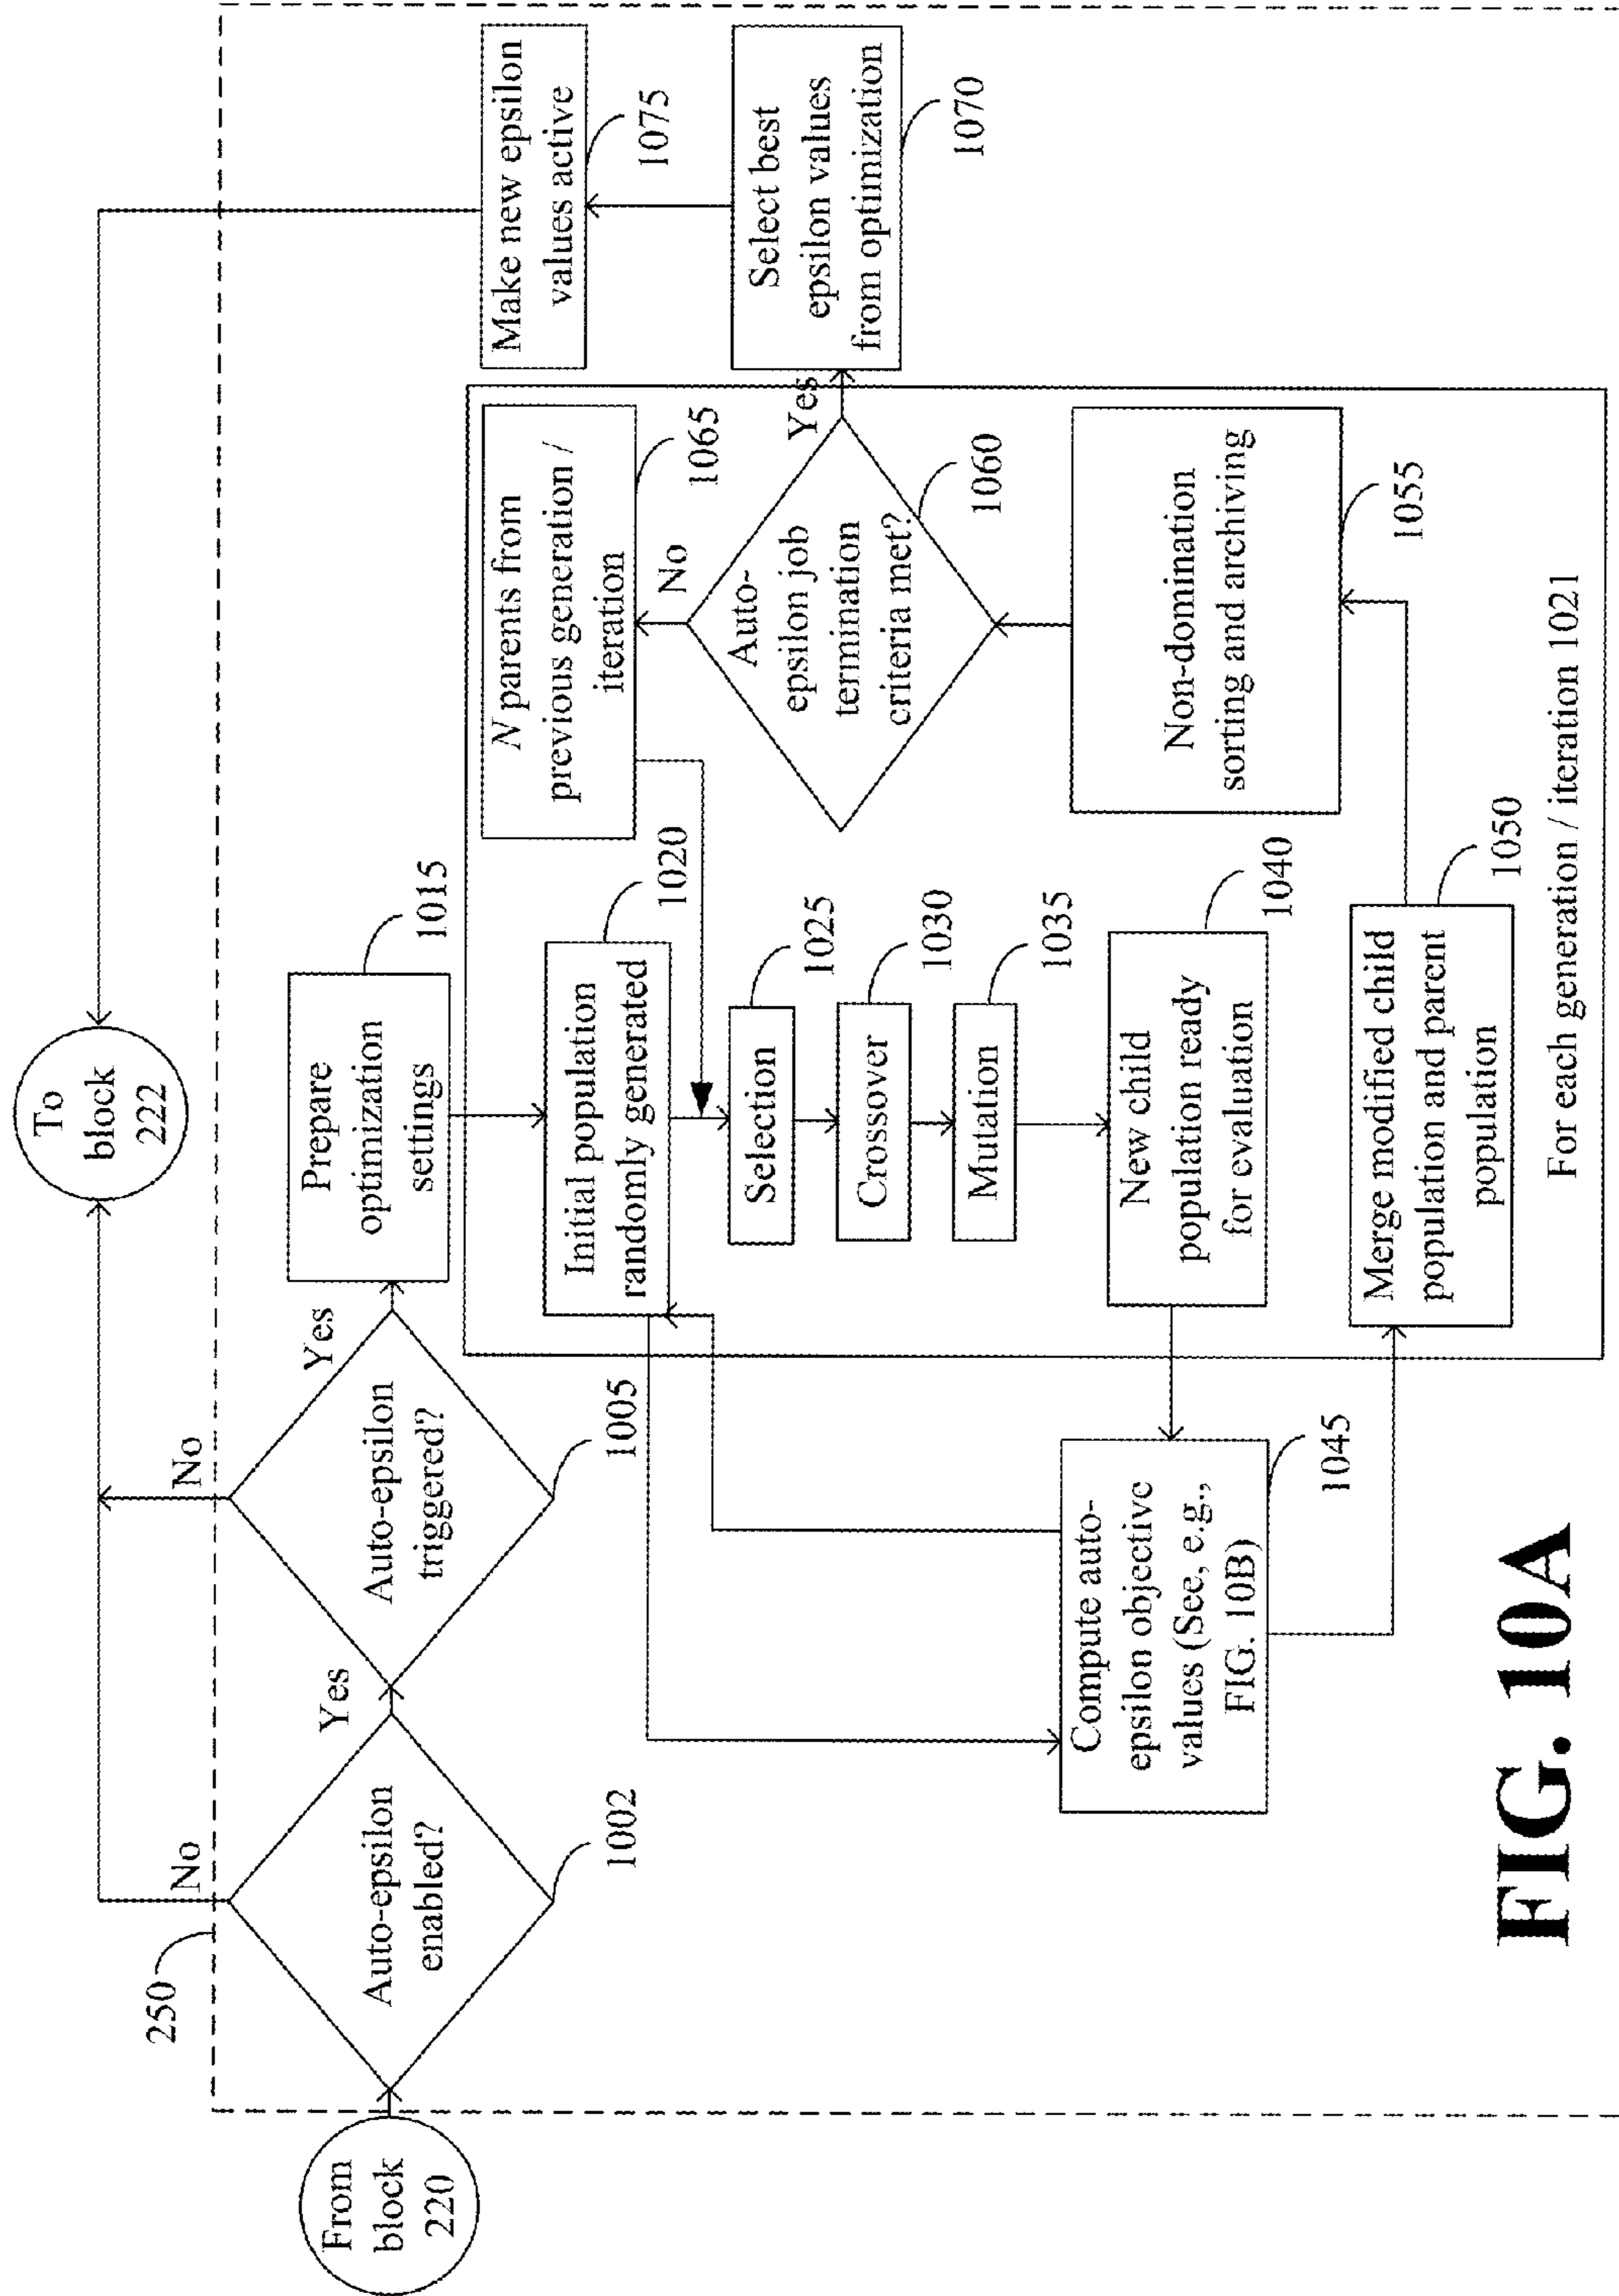 From
block
220
250
Auto-epsilon
enabled?
1002
No
Yes
Auto-epsilon
triggered?
1005
No
Yes
To
block
222
Prepare
optimization
settings
1015
Initial population
randomly generated
1020
Selection
1025
Crossover
1030
Mutation
1035
New child
population ready
for evaluation
1040
Compute auto-
epsilon objective
values (See, e.g.,
FIG. 10B)
1045
Merge modified child
population and parent
population
1050
Non-domination
sorting and archiving
1055
Auto-
epsilon job
termination
criteria met?
1060
No
Yes
N parents from
previous generation /
iteration
1065
Select best
epsilon values
from optimization
1070
Make new epsilon
values active
1075
For each generation / iteration 1021
FIG. 10A